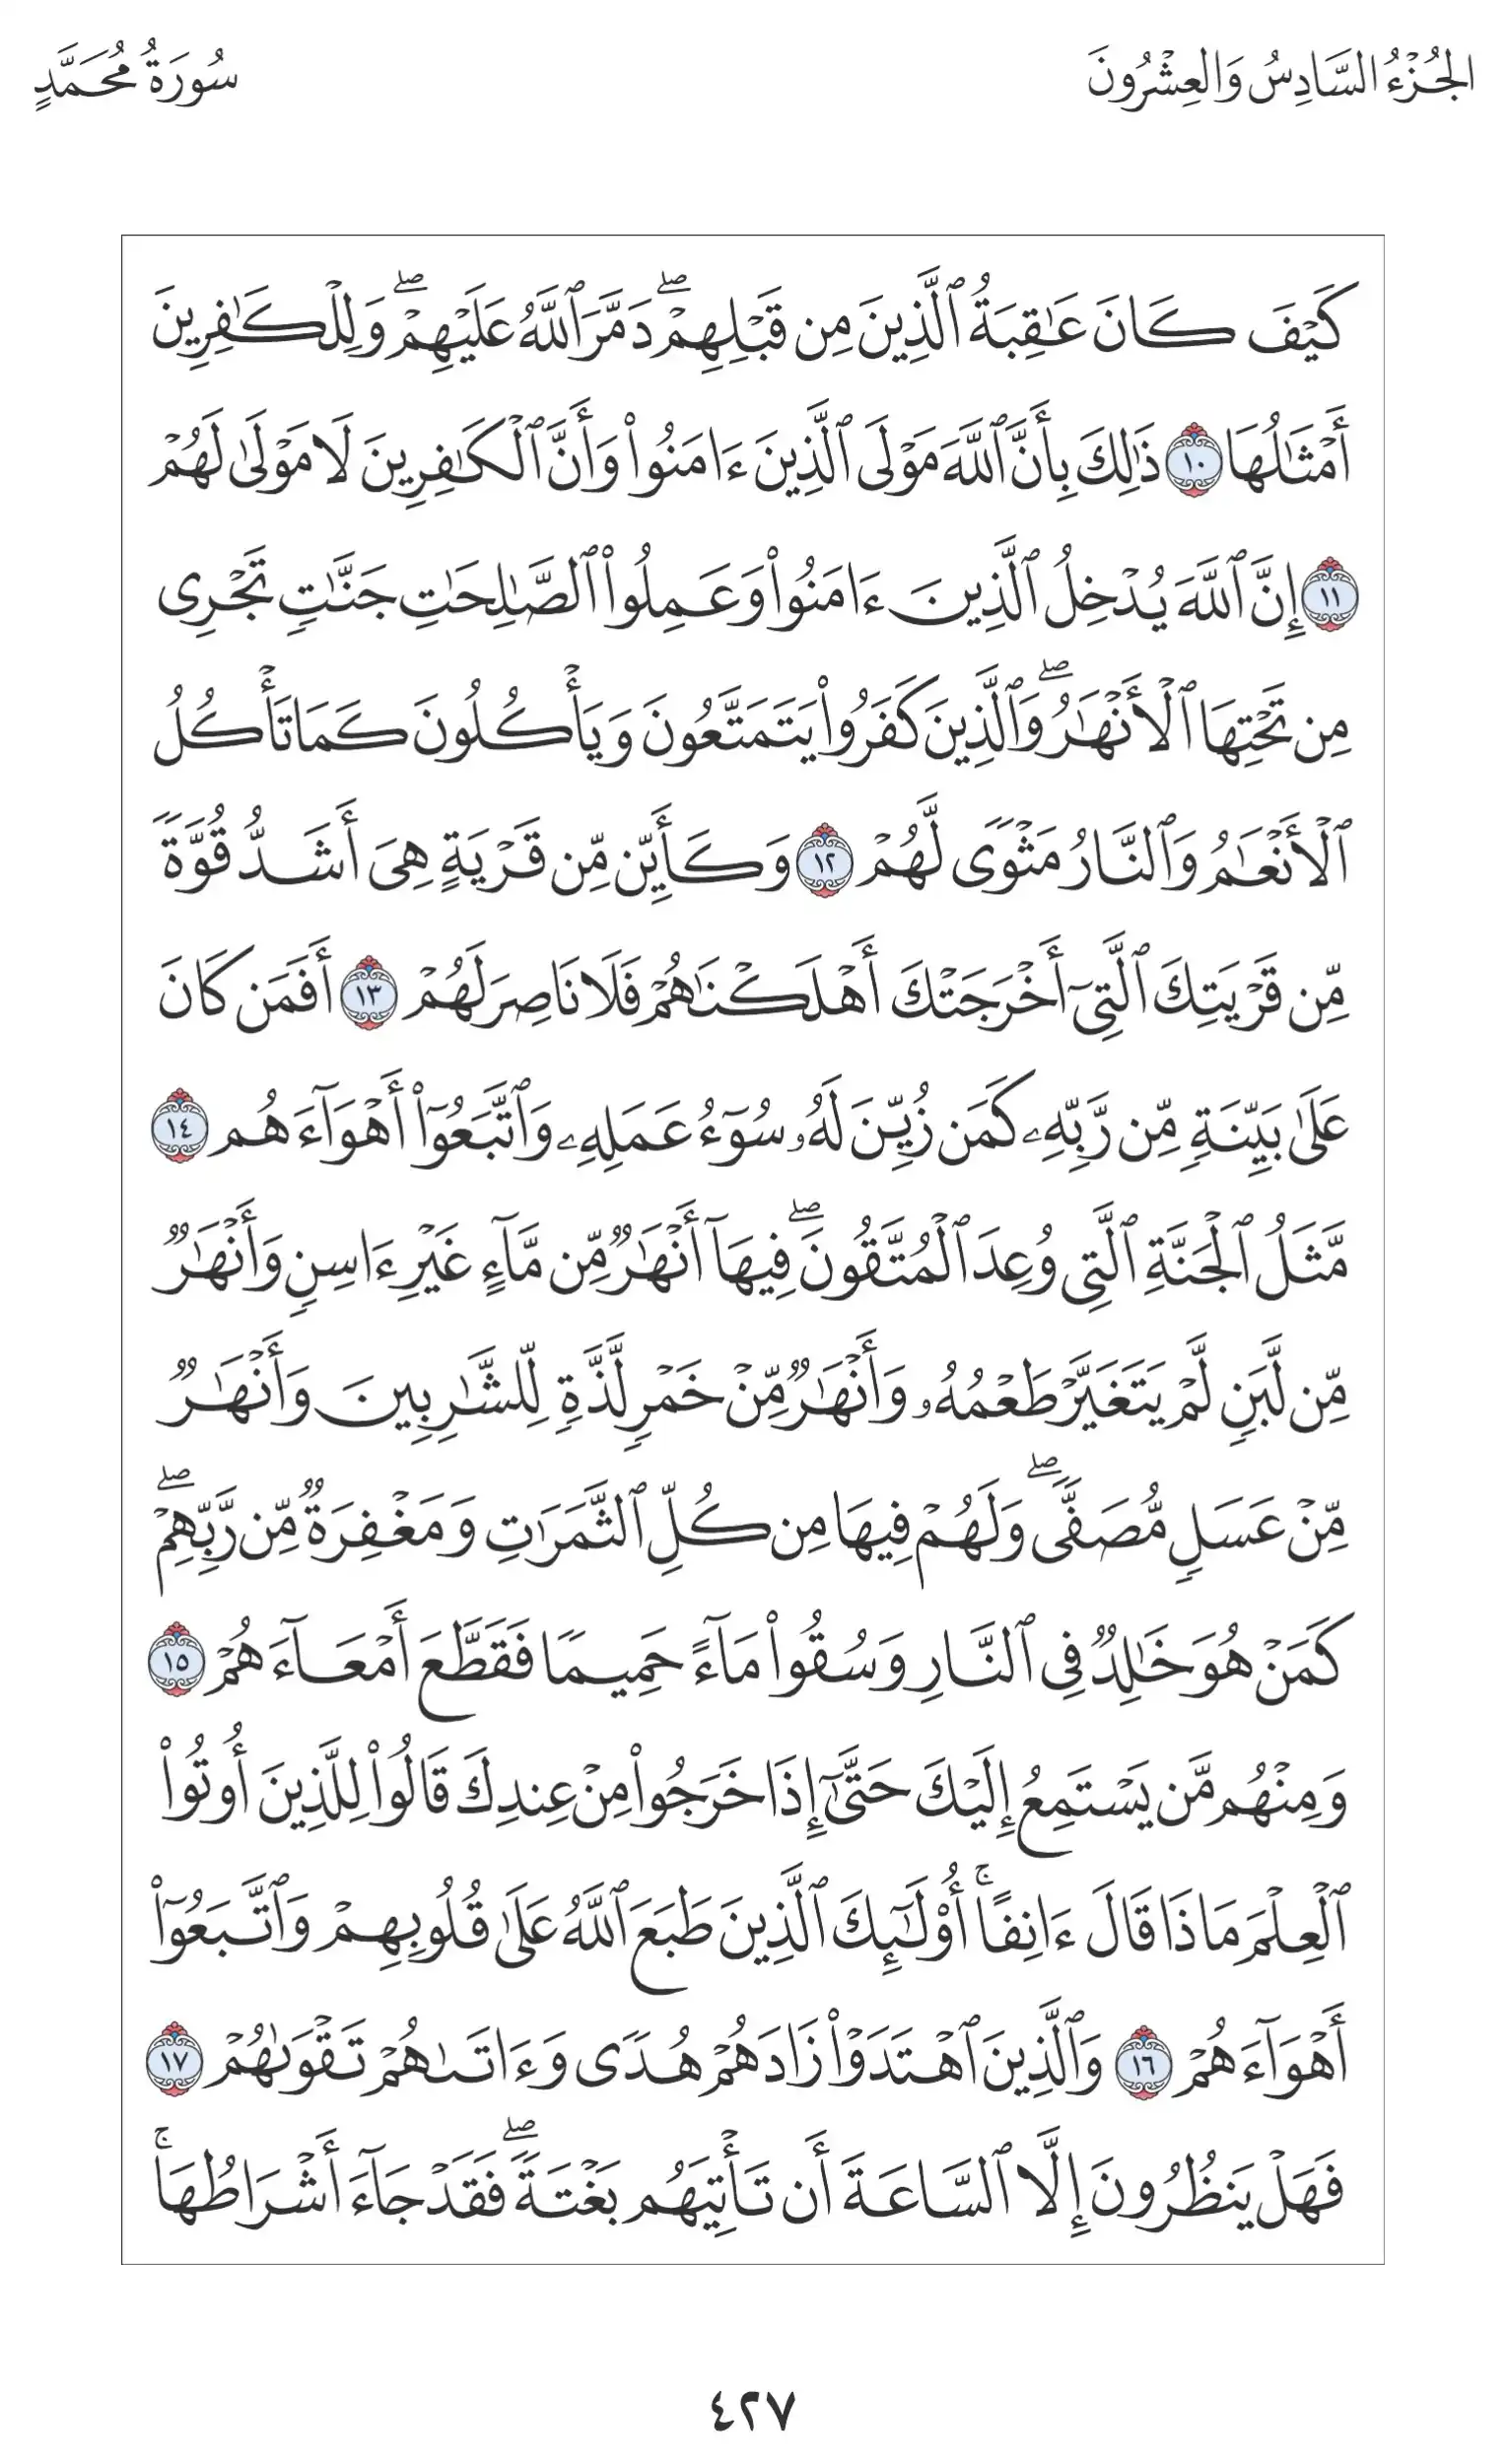 الجُزْءُ السَّادِسُ وَالعِشْرُونَ
سُورَةُ مُحَمَّدٍ
كَيْفَ كَانَ عَٰقِبَةُ ٱلَّذِينَ مِن قَبْلِهِمْۖ دَمَّرَ ٱللَّهُ عَلَيْهِمْۖ وَلِلْكَٰفِرِينَ
أَمْثَٰلُهَا ١٠ ذَٰلِكَ بِأَنَّ ٱللَّهَ مَوْلَى ٱلَّذِينَ ءَامَنُوا۟ وَأَنَّ ٱلْكَٰفِرِينَ لَا مَوْلَىٰ لَهُمْ
١١ إِنَّ ٱللَّهَ يُدْخِلُ ٱلَّذِينَ ءَامَنُوا۟ وَعَمِلُوا۟ ٱلصَّٰلِحَٰتِ جَنَّٰتٍ تَجْرِى
مِن تَحْتِهَا ٱلْأَنْهَٰرُۖ وَٱلَّذِينَ كَفَرُوا۟ يَتَمَتَّعُونَ وَيَأْكُلُونَ كَمَا تَأْكُلُ
ٱلْأَنْعَٰمُ وَٱلنَّارُ مَثْوًى لَّهُمْ ١٢ وَكَأَيِّن مِّن قَرْيَةٍ هِىَ أَشَدُّ قُوَّةً
مِّن قَرْيَتِكَ ٱلَّتِىٓ أَخْرَجَتْكَ أَهْلَكْنَٰهُمْ فَلَا نَاصِرَ لَهُمْ ١٣ أَفَمَن كَانَ
عَلَىٰ بَيِّنَةٍ مِّن رَّبِّهِۦ كَمَن زُيِّنَ لَهُۥ سُوٓءُ عَمَلِهِۦ وَٱتَّبَعُوٓا۟ أَهْوَآءَهُم ١٤
مَّثَلُ ٱلْجَنَّةِ ٱلَّتِى وُعِدَ ٱلْمُتَّقُونَۖ فِيهَآ أَنْهَٰرٌ مِّن مَّآءٍ غَيْرِ ءَاسِنٍ وَأَنْهَٰرٌ
مِّن لَّبَنٍ لَّمْ يَتَغَيَّرْ طَعْمُهُۥ وَأَنْهَٰرٌ مِّنْ خَمْرٍ لَّذَّةٍ لِّلشَّٰرِبِينَ وَأَنْهَٰرٌ
مِّنْ عَسَلٍ مُّصَفًّىۖ وَلَهُمْ فِيهَا مِن كُلِّ ٱلثَّمَرَٰتِ وَمَغْفِرَةٌ مِّن رَّبِّهِمْۖ
كَمَنْ هُوَ خَٰلِدٌ فِى ٱلنَّارِ وَسُقُوا۟ مَآءً حَمِيمًا فَقَطَّعَ أَمْعَآءَهُمْ ١٥
وَمِنْهُم مَّن يَسْتَمِعُ إِلَيْكَ حَتَّىٰٓ إِذَا خَرَجُوا۟ مِنْ عِندِكَ قَالُوا۟ لِلَّذِينَ أُوتُوا۟
ٱلْعِلْمَ مَاذَا قَالَ ءَانِفًاۚ أُو۟لَٰٓئِكَ ٱلَّذِينَ طَبَعَ ٱللَّهُ عَلَىٰ قُلُوبِهِمْ وَٱتَّبَعُوٓا۟
أَهْوَآءَهُمْ ١٦ وَٱلَّذِينَ ٱهْتَدَوْا۟ زَادَهُمْ هُدًى وَءَاتَىٰهُمْ تَقْوَىٰهُمْ ١٧
فَهَلْ يَنظُرُونَ إِلَّا ٱلسَّاعَةَ أَن تَأْتِيَهُم بَغْتَةًۖ فَقَدْ جَآءَ أَشْرَاطُهَاۚ
٤٢٧